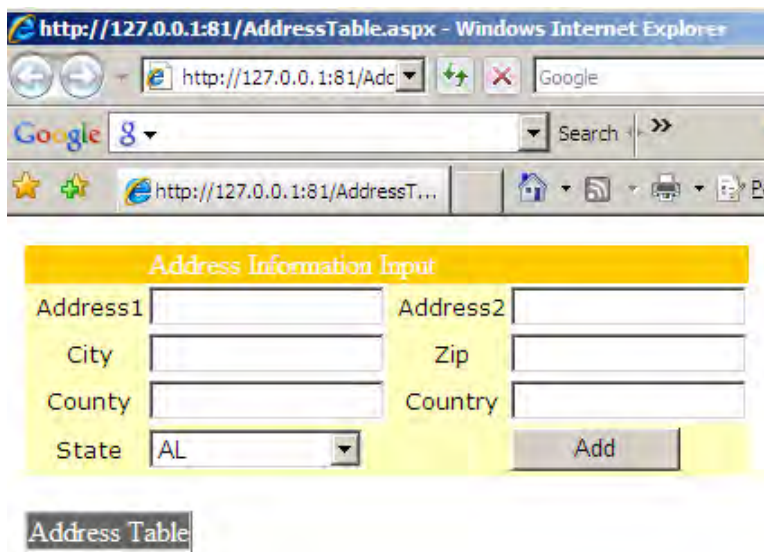 http://127.0.0.1:81/AddressTable.aspx - Windows Internet Explorer
http://127.0.0.1:81/Adc Google
Google 8 Search »
http://127.0.0.1:81/AddressT...
Address Information Input
Address1 Address2
City Zip
County Country
State AL Add
Address Table